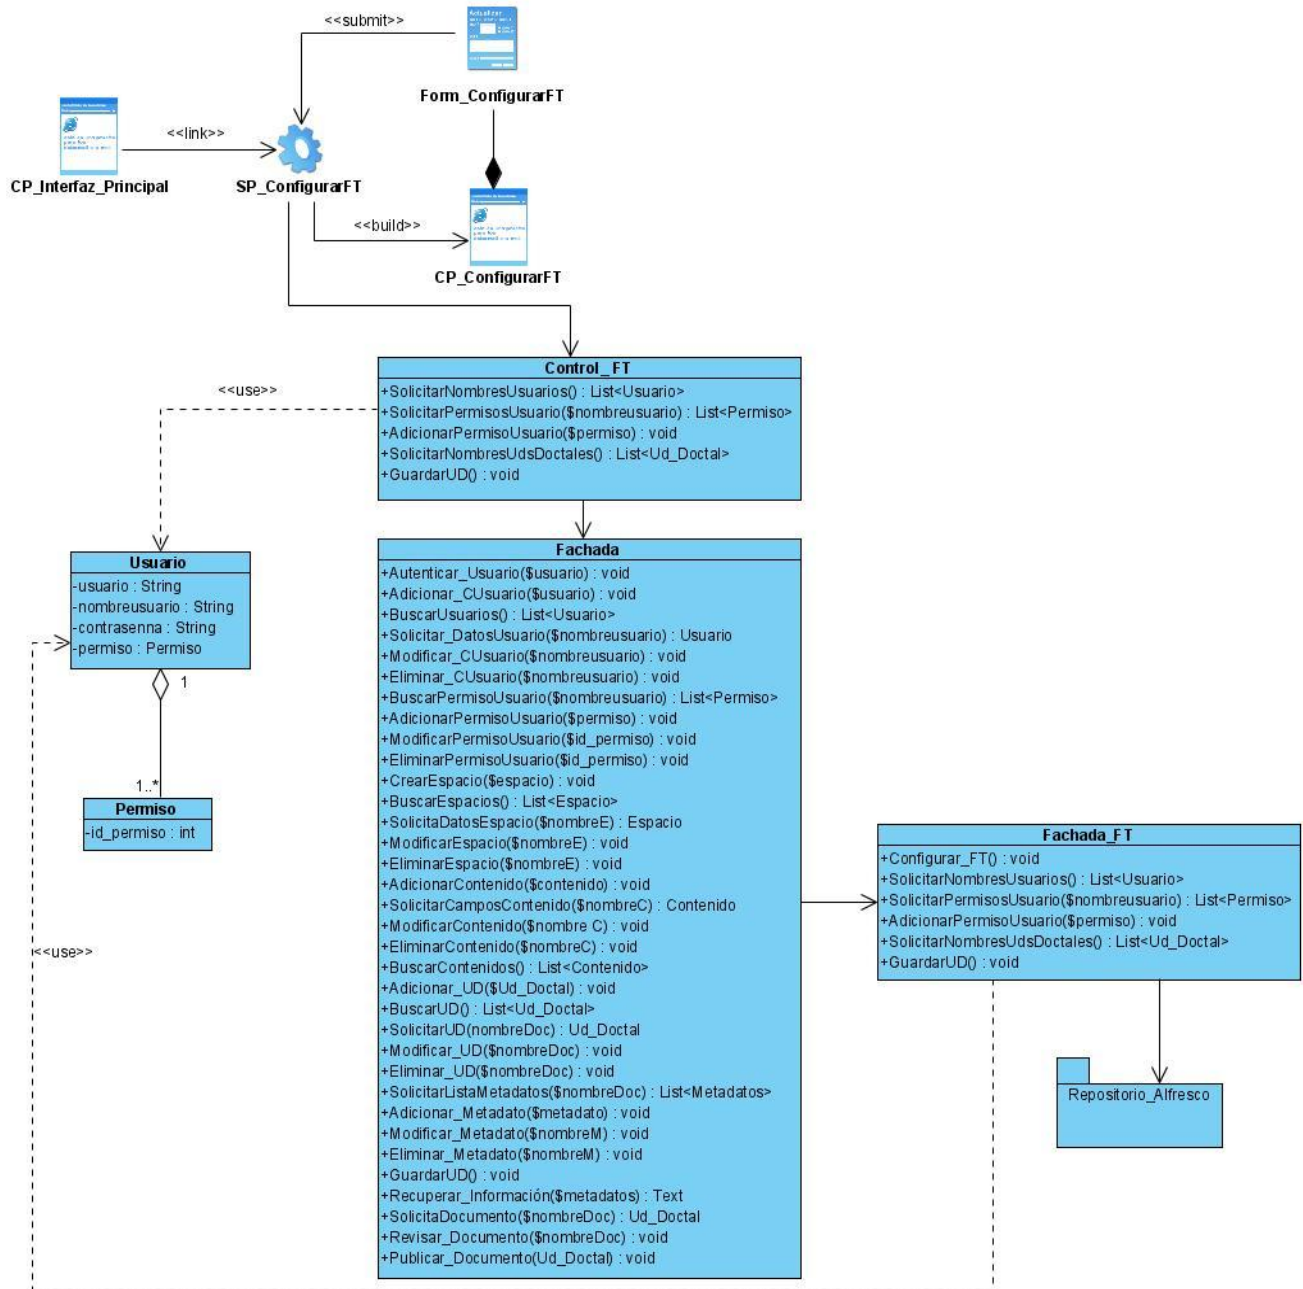 <<submit>>
Actualizar
Form_ConfigurarFT
<<link>>
CP_Interfaz_Principal
SP_ConfigurarFT
<<build>>
CP_ConfigurarFT
Control_FT
+SolicitarNombresUsuarios() : List<Usuario>
+SolicitarPermisosUsuario($nombreusuario) : List<Permiso>
+AdicionarPermisoUsuario($permiso) : void
+SolicitarNombresUdsDoctales() : List<Ud_Doctal>
+GuardarUD() : void
<<use>>
Usuario
-usuario : String
-nombreusuario : String
-contrasenna : String
-permiso : Permiso
1
1..*
Permiso
-id_permiso : int
Fachada
+Autenticar_Usuario($usuario) : void
+Adicionar_CUsuario($usuario) : void
+BuscarUsuarios() : List<Usuario>
+Solicitar_DatosUsuario($nombreusuario) : Usuario
+Modificar_CUsuario($nombreusuario) : void
+Eliminar_CUsuario($nombreusuario) : void
+BuscarPermisoUsuario($nombreusuario) : List<Permiso>
+AdicionarPermisoUsuario($permiso) : void
+ModificarPermisoUsuario($id_permiso) : void
+EliminarPermisoUsuario($id_permiso) : void
+CrearEspacio($espacio) : void
+BuscarEspacios() : List<Espacio>
+SolicitaDatosEspacio($nombreE) : Espacio
+ModificarEspacio($nombreE) : void
+EliminarEspacio($nombreE) : void
+AdicionarContenido($contenido) : void
+SolicitarCamposContenido($nombreC) : Contenido
+ModificarContenido($nombre C) : void
+EliminarContenido($nombreC) : void
+BuscarContenidos() : List<Contenido>
+Adicionar_UD($Ud_Doctal) : void
+BuscarUD() : List<Ud_Doctal>
+SolicitarUD(nombreDoc) : Ud_Doctal
+Modificar_UD($nombreDoc) : void
+Eliminar_UD($nombreDoc) : void
+SolicitarListaMetadatos($nombreDoc) : List<Metadatos>
+Adicionar_Metadato($metadato) : void
+Modificar_Metadato($nombreM) : void
+Eliminar_Metadato($nombreM) : void
+GuardarUD() : void
+Recuperar_Información($metadatos) : Text
+SolicitaDocumento($nombreDoc) : Ud_Doctal
+Revisar_Documento($nombreDoc) : void
+Publicar_Documento(Ud_Doctal) : void
<<use>>
Fachada_FT
+Configurar_FT() : void
+SolicitarNombresUsuarios() : List<Usuario>
+SolicitarPermisosUsuario($nombreusuario) : List<Permiso>
+AdicionarPermisoUsuario($permiso) : void
+SolicitarNombresUdsDoctales() : List<Ud_Doctal>
+GuardarUD() : void
Repositorio_Alfresco